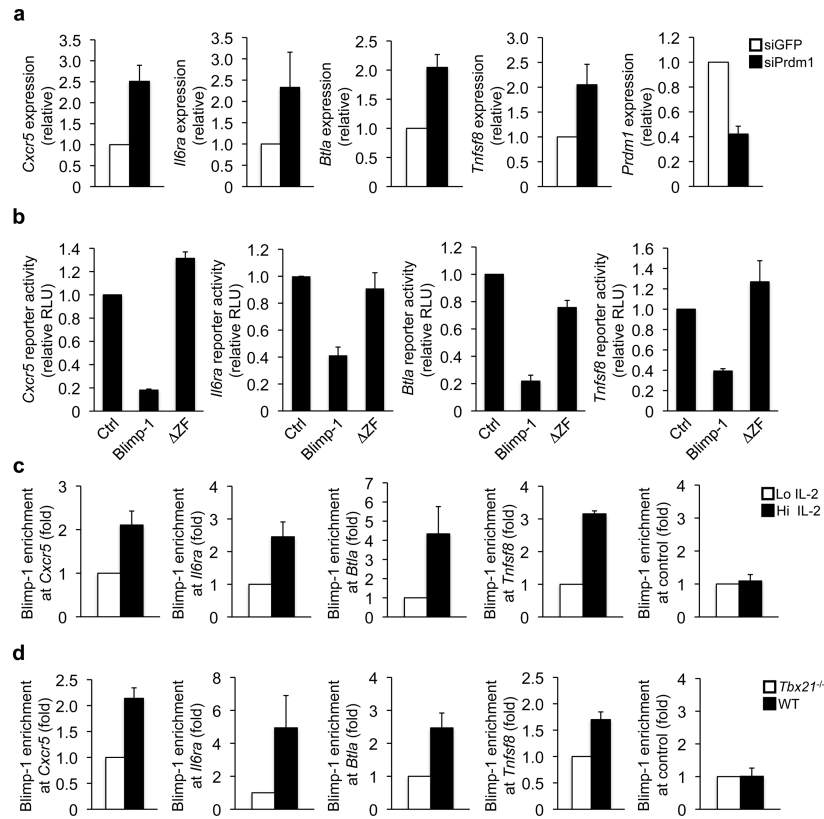 a
Cxcr5 expression
(relative)
3.5
3.0
2.5
2.0
1.5
1.0
0.5
0.0
Il6ra expression
(relative)
3.5
3.0
2.5
2.0
1.5
1.0
0.5
0
Btla expression
(relative)
2.5
2.0
1.5
1.0
0.5
0
Tnfsf8 expression
(relative)
3.0
2.5
2.0
1.5
1.0
0.5
0.0
Prdm1 expression
(relative)
1.2
1.0
0.8
0.6
0.4
0.2
0
siGFP
siPrdm1
b
Cxcr5 reporter activity
(relative RLU)
1.4
1.2
1.0
0.8
0.6
0.4
0.2
0
Ctrl
Blimp-1
ΔZF
Il6ra reporter activity
(relative RLU)
1.2
1.0
0.8
0.6
0.4
0.2
0
Ctrl
Blimp-1
ΔZF
Btla reporter activity
(relative RLU)
1.2
1.0
0.8
0.6
0.4
0.2
0
Ctrl
Blimp-1
ΔZF
Tnfsf8 reporter activity
(relative RLU)
1.6
1.4
1.2
1.0
0.8
0.6
0.4
0.2
0
Ctrl
Blimp-1
ΔZF
c
Blimp-1 enrichment
at Cxcr5 (fold)
3
2
1
0
Blimp-1 enrichment
at Il6ra (fold)
4
3
2
1
0
Blimp-1 enrichment
at Btla (fold)
7
6
5
4
3
2
1
0
Blimp-1 enrichment
at Tnfsf8 (fold)
4
3
2
1
0
Blimp-1 enrichment
at control (fold)
4
3
2
1
0
Lo IL-2
Hi IL-2
d
Blimp-1 enrichment
at Cxcr5 (fold)
2.5
2.0
1.5
1.0
0.5
0.0
Blimp-1 enrichment
at Il6ra (fold)
8
6
4
2
0
Blimp-1 enrichment
at Btla (fold)
4
3
2
1
0
Blimp-1 enrichment
at Tnfsf8 (fold)
2.5
2.0
1.5
1.0
0.5
0
Blimp-1 enrichment
at control (fold)
4
3
2
1
0
Tbx21-/-
WT